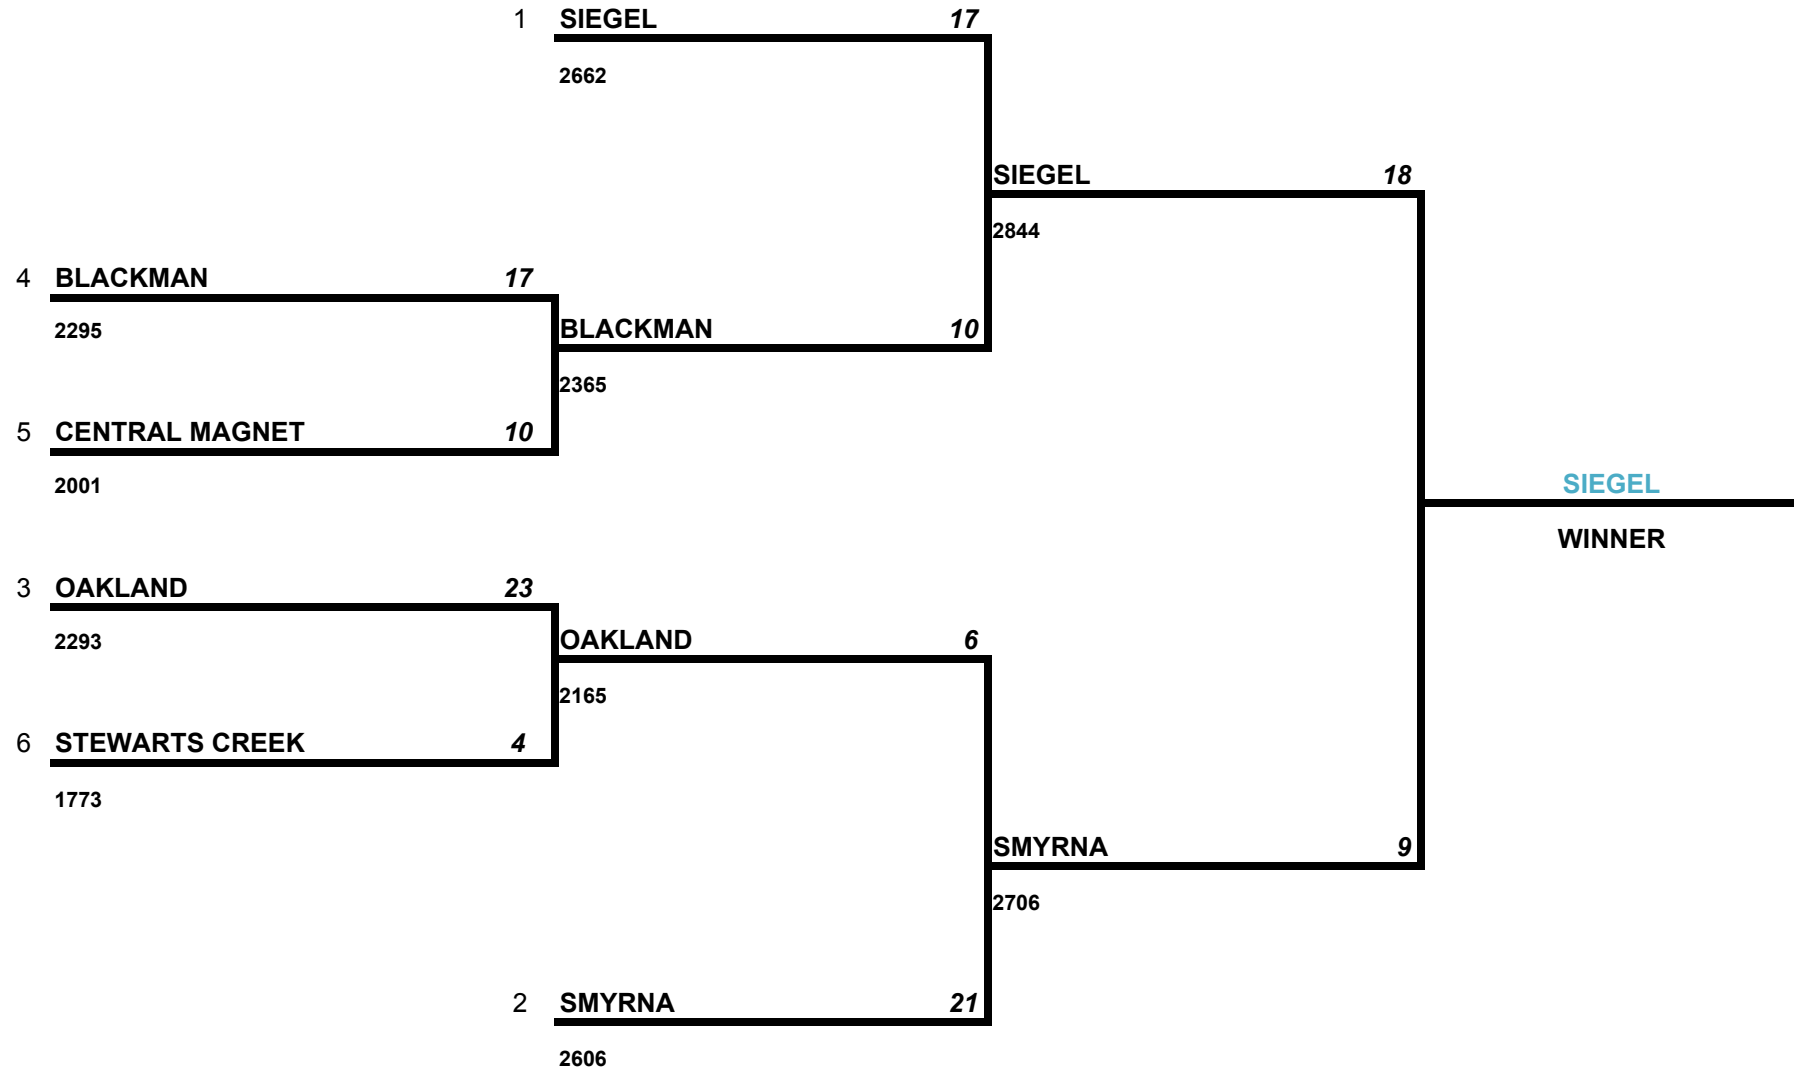 1 SIEGEL 17
2662
SIEGEL 18
2844
4 BLACKMAN 17
2295
BLACKMAN 10
2365
5 CENTRAL MAGNET 10
2001
SIEGEL
WINNER
3 OAKLAND 23
2293
OAKLAND 6
2165
6 STEWARTS CREEK 4
1773
SMYRNA 9
2706
2 SMYRNA 21
2606